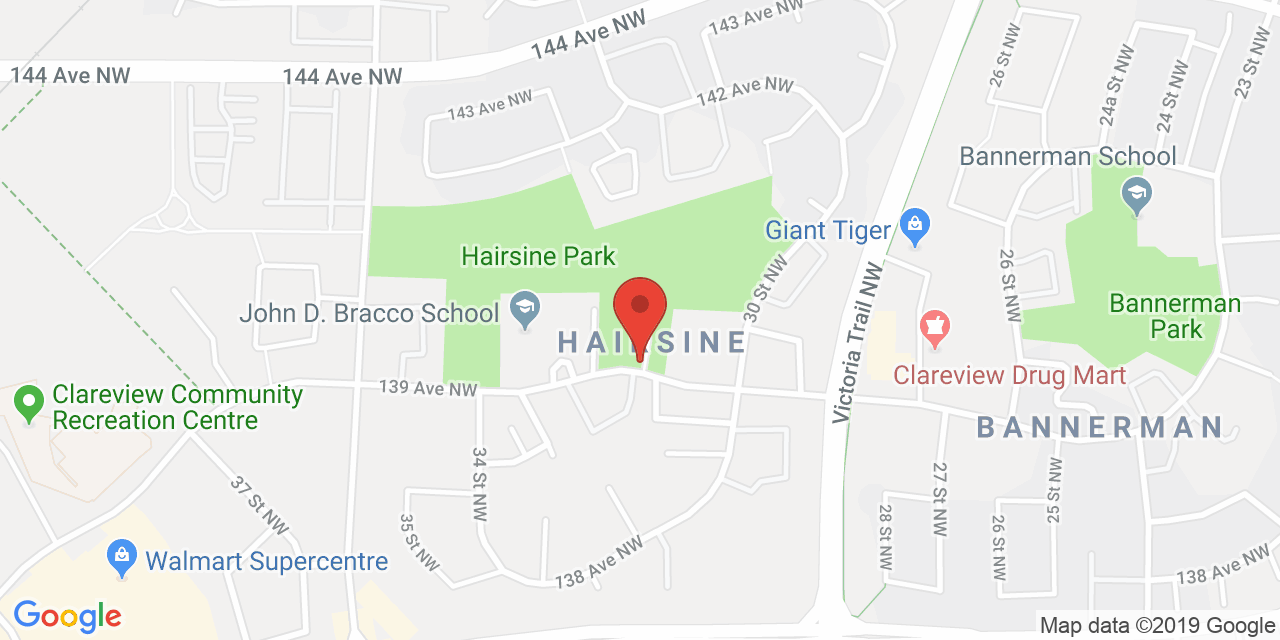 143 Ave NW
144 Ave NW
26 St NW
23 St NW
144 Ave NW
144 Ave NW
24a St NW
24 St NW
142 Ave NW
143 Ave NW
Bannerman School
Giant Tiger
Hairsine Park
30 St NW
Victoria Trail NW
26 St NW
John D. Bracco School
HAIRSINE
Bannerman
Park
Clareview Drug Mart
139 Ave NW
Clareview Community
Recreation Centre
BANNERMAN
34 St NW
37 St NW
35 St NW
27 St NW
25 St NW
28 St NW
26 St NW
138 Ave NW
138 Ave NW
Walmart Supercentre
Google
Map data ©2019 Google